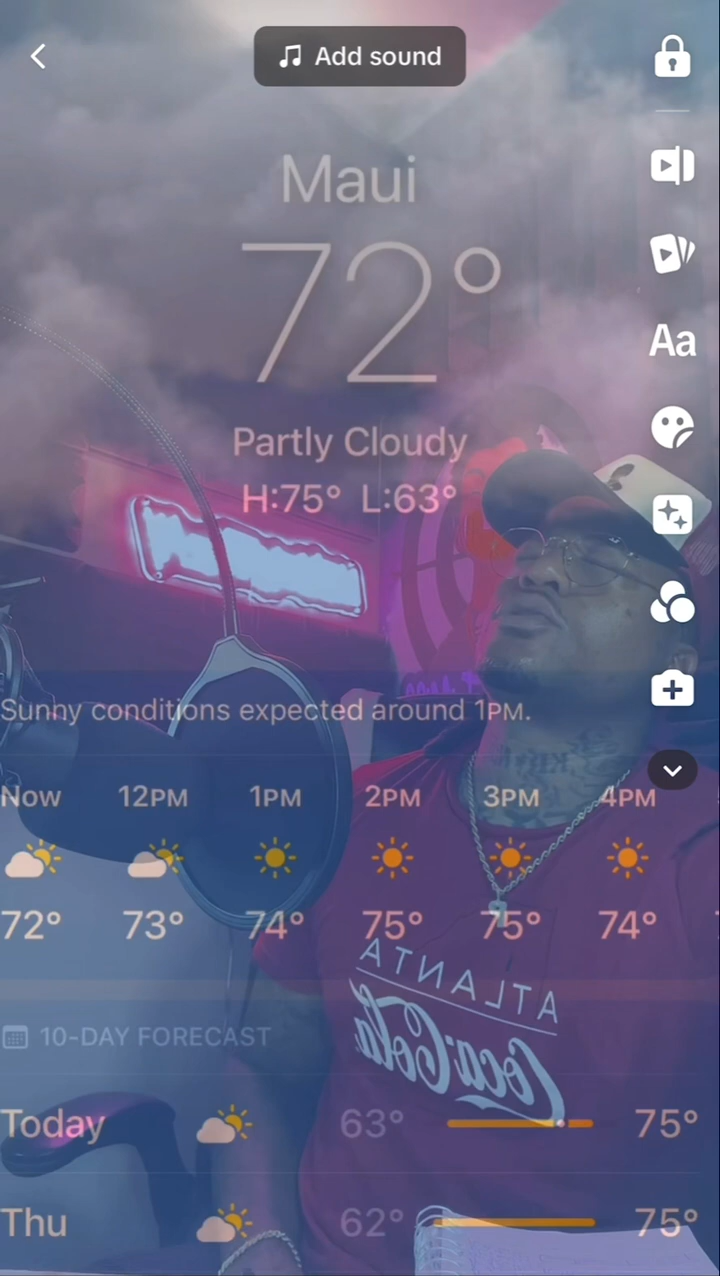 Add sound
Maui
72°
Aa
Partly Cloudy
H:75° L:63°
Sunny conditions expected around 1PM.
Now 12PM 1PM 2PM 3PM 4PM
72° 73° 74° 75° 75° 74°
ATLANTA
Coca-Cola
10-DAY FORECAST
Today 63° 75°
Thu 62° 75°